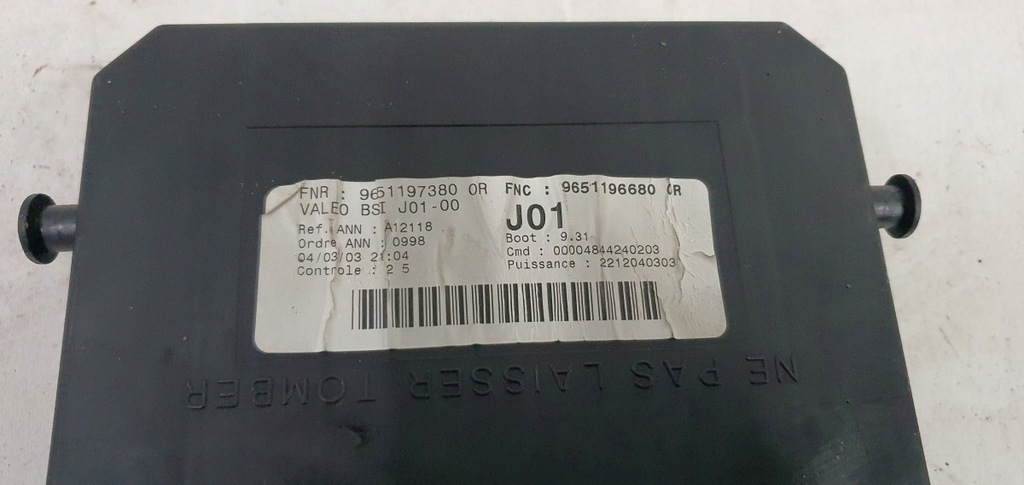 FNR : 9651197380 0R FNC : 9651196680 0R
VALEO BSI J01-00 J01
Ref. ANN : A12118 Boot : 9.31
Ordre ANN : 0998 Cmd : 00004844240203
04/03/03 21:04 Puissance : 2212040303
Controle : 2 5
NE PAS LAISSER TOMBER